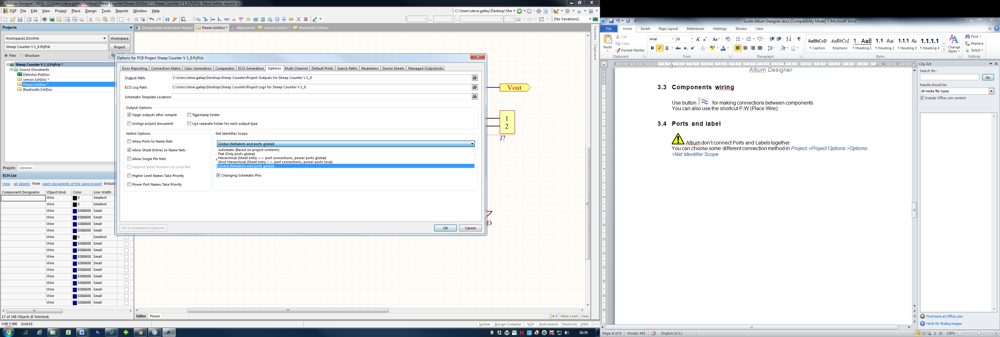 Altium Designer (16.0) - C:\Users\steve.gallay\Desktop\Sheep Counter\Power.SchDoc * - Sheep Counter V 1_0.PrjPcb. Steve Gallay signed in.
DXP File Edit View Project Place Design Tools Reports Window Help
C:\Users\steve.gallay\Desktop\She
[No Variations]
Projects
Design Rule Verification Report Power.SchDoc * MyAccount sensor.SchDoc * Bluetooth.SchDoc
Favorites
Clipboard
Workspace1.DsnWrk Workspace
Sheep Counter V 1_0.PrjPcb Project
Files Structure
Sheep Counter V 1_0.PrjPcb *
Source Documents
Detector.PcbDoc
sensor.SchDoc *
Power.SchDoc *
Bluetooth.SchDoc
Projects Libraries
Options for PCB Project Sheep Counter V 1_0.PrjPcb
Error Reporting Connection Matrix Class Generation Comparator ECO Generation Options Multi-Channel Default Prints Search Paths Parameters Device Sheets Managed OutputJobs
Output Path: C:\Users\steve.gallay\Desktop\Sheep Counter\Project Outputs for Sheep Counter V 1_0
ECO Log Path: C:\Users\steve.gallay\Desktop\Sheep Counter\Project Logs for Sheep Counter V 1_0
Schematic Template Location:
Output Options
Open outputs after compile Timestamp folder
Archive project document Use separate folder for each output type
Netlist Options
Allow Ports to Name Nets
Allow Sheet Entries to Name Nets
Allow Single Pin Nets
Append Sheet Numbers to Local Net
Higher Level Names Take Priority
Power Port Names Take Priority
Net Identifier Scope
Global (Netlabels and ports global)
Automatic (Based on project contents)
Flat (Only ports global)
Hierarchical (Sheet entry <-> port connections, power ports global)
Strict Hierarchical (Sheet entry <-> port connections, power ports local)
Global (Netlabels and ports global)
Changing Schematic Pins
Set To Installation Defaults OK Cancel
Vout
1
2
J?
D
SCH List
View all objects from open documents of the same project Includ
Component Designator Object Kind Color Line Width
Wire 0 Smallest
Wire 0 Smallest
Wire 8388608 Small
Wire 8388608 Small
Wire 8388608 Small
Wire 8388608 Small
Wire 0 Smallest
Wire 8388608 Small
Wire 8388608 Small
Wire 8388608 Small
Wire 8388608 Small
Wire 8388608 Small
Wire 8388608 Small
Wire 8388608 Small
Wire 8388608 Small
Wire 8388608 Small
Wire 8388608 Small
17 of 248 Objects (0 Selected)
Editor Power
Mask Level Clear
X:90 Y:290 Grid:10
System Design Compiler SCH Instruments Shortcuts VHDL >>
16:34
Guide Altium Designer.docx [Compatibility Mode] - Microsoft Word
File Home Insert Page Layout References Mailings Review View
Paste
Cut
Copy
Format Painter
Clipboard
Arial 10
Font
Paragraph
AaBbCcD AaBbCcL 1. AaB 1.1 AaI 1.1.1 Aa 1.1.1.1
¶ Caption Emphasis ¶ Heading 1 ¶ Heading 2 ¶ Heading 3 ¶ Heading 4
Styles
Change Styles
Find
Replace
Select
Editing
Altium Designer
3.3 Components wiring
Use button for making connections between components.
You can also use the shortcut P-W (Place Wire).
3.4 Ports and label
Altium don't connect Ports and Labels together.
You can choose some different connection method in Project->Project Options->Options-
>Net Identifier Scope
Clip Art
Search for:
Go
Results should be:
All media file types
Include Office.com content
Find more at Office.com
Hints for finding images
Page: 6 of 9 Words: 445 English (U.S.)
120%